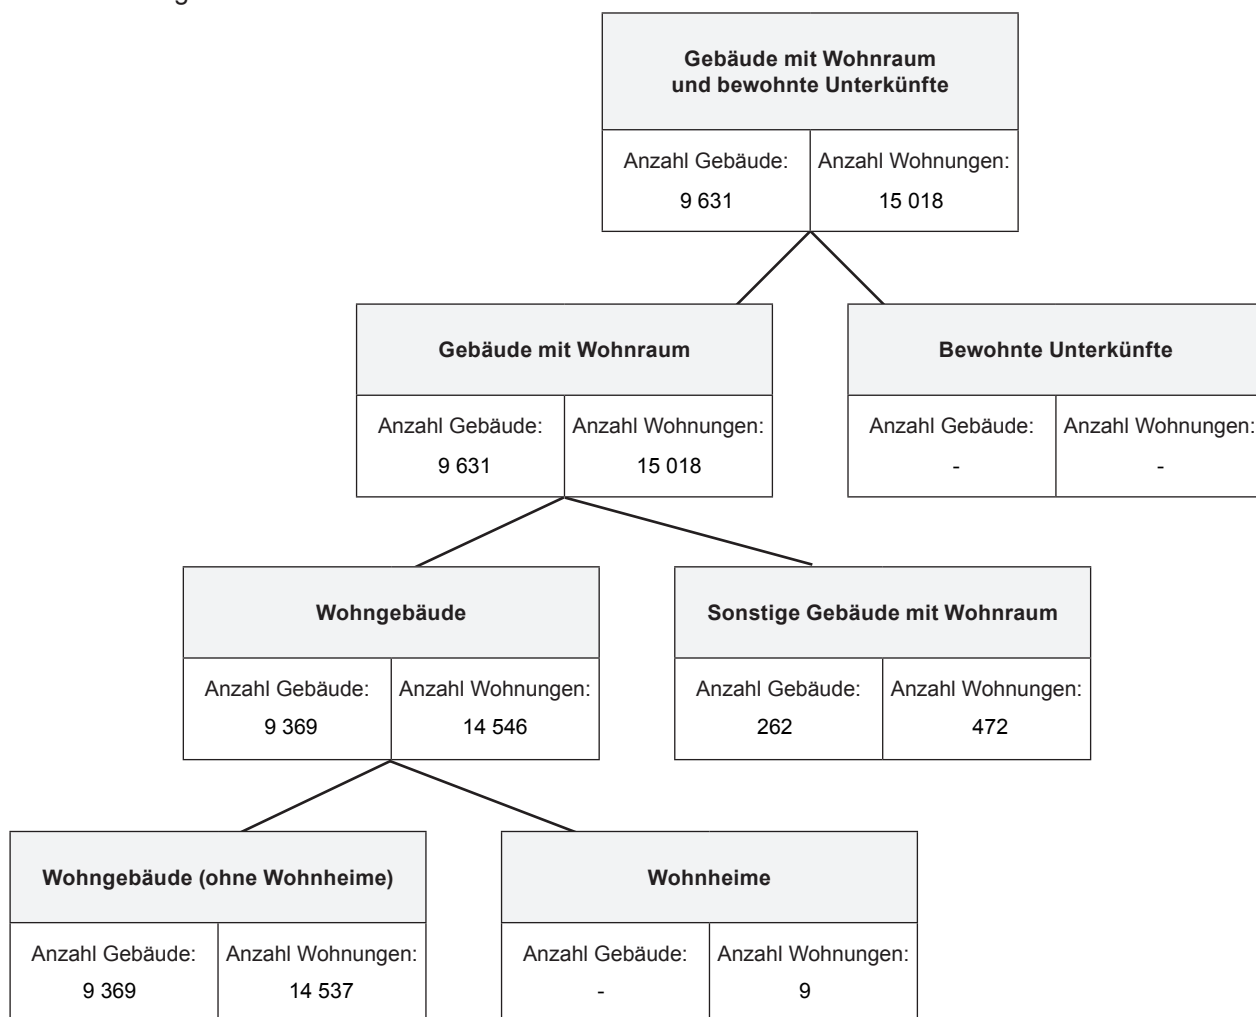 Gebäude mit Wohnraum
und bewohnte Unterkünfte
Anzahl Gebäude: Anzahl Wohnungen:
9 631 15 018
Gebäude mit Wohnraum
Anzahl Gebäude: Anzahl Wohnungen:
9 631 15 018
Bewohnte Unterkünfte
Anzahl Gebäude: Anzahl Wohnungen:
- -
Wohngebäude
Anzahl Gebäude: Anzahl Wohnungen:
9 369 14 546
Sonstige Gebäude mit Wohnraum
Anzahl Gebäude: Anzahl Wohnungen:
262 472
Wohngebäude (ohne Wohnheime)
Anzahl Gebäude: Anzahl Wohnungen:
9 369 14 537
Wohnheime
Anzahl Gebäude: Anzahl Wohnungen:
- 9